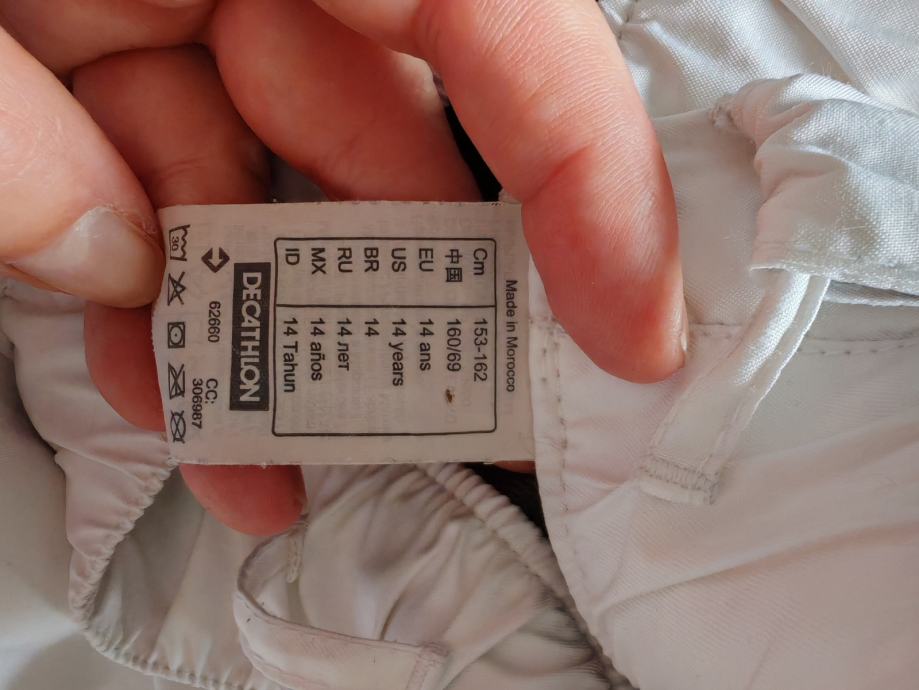 Made in Morocco
Cm 153-162
中国 160/69
EU 14 ans
US 14 years
BR 14
RU 14 лет
MX 14 años
ID 14 Tahun
DECATHLON
62660
CC:
306987
30